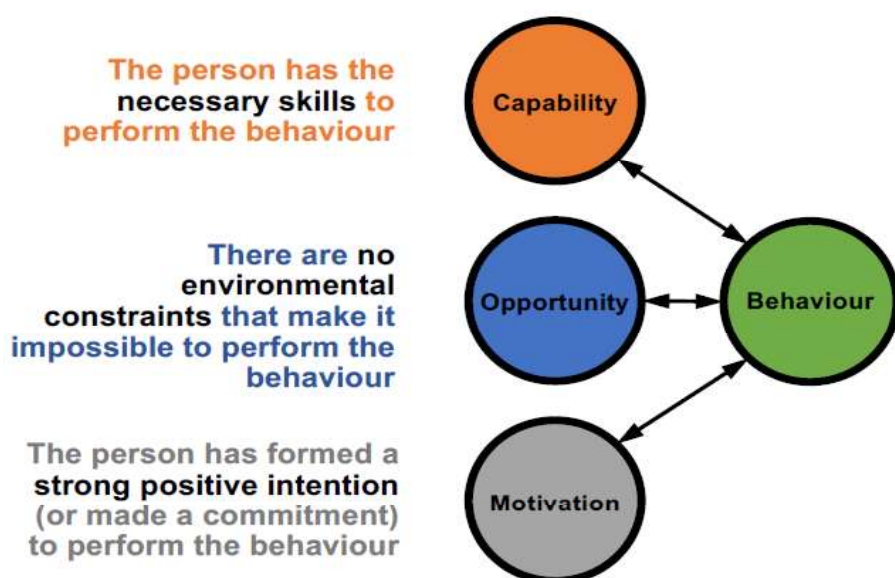 The person has the
necessary skills to
perform the behaviour
Capability
There are no
environmental
constraints that make it
impossible to perform the
behaviour
Opportunity
Behaviour
The person has formed a
strong positive intention
(or made a commitment)
to perform the behaviour
Motivation